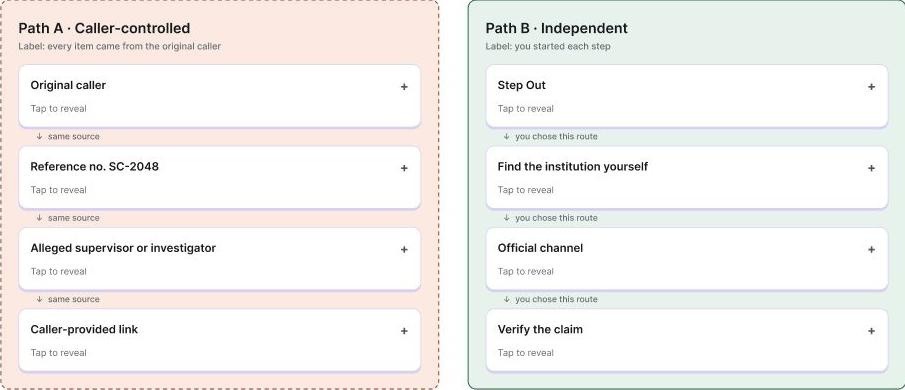 Path A · Caller-controlled
Label: every item came from the original caller
Original caller
+
Tap to reveal
↓ same source
Reference no. SC-2048
+
Tap to reveal
↓ same source
Alleged supervisor or investigator
+
Tap to reveal
↓ same source
Caller-provided link
+
Tap to reveal
Path B · Independent
Label: you started each step
Step Out
+
Tap to reveal
↓ you chose this route
Find the institution yourself
+
Tap to reveal
↓ you chose this route
Official channel
+
Tap to reveal
↓ you chose this route
Verify the claim
+
Tap to reveal